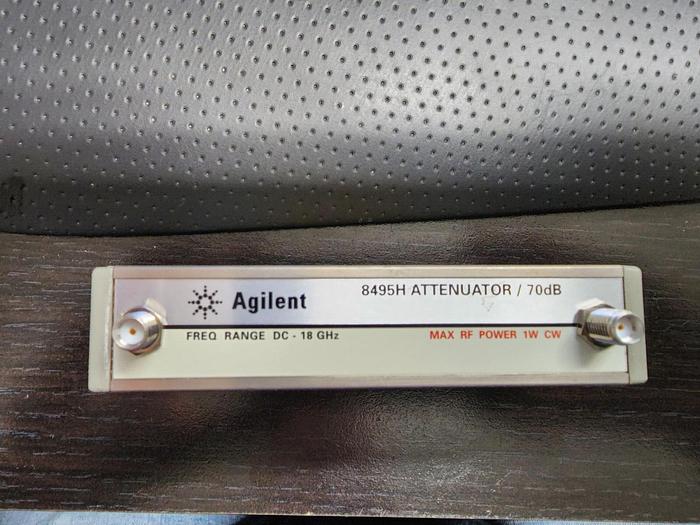 Agilent
8495H ATTENUATOR / 70dB
FREQ RANGE DC - 18 GHz
MAX RF POWER 1W CW